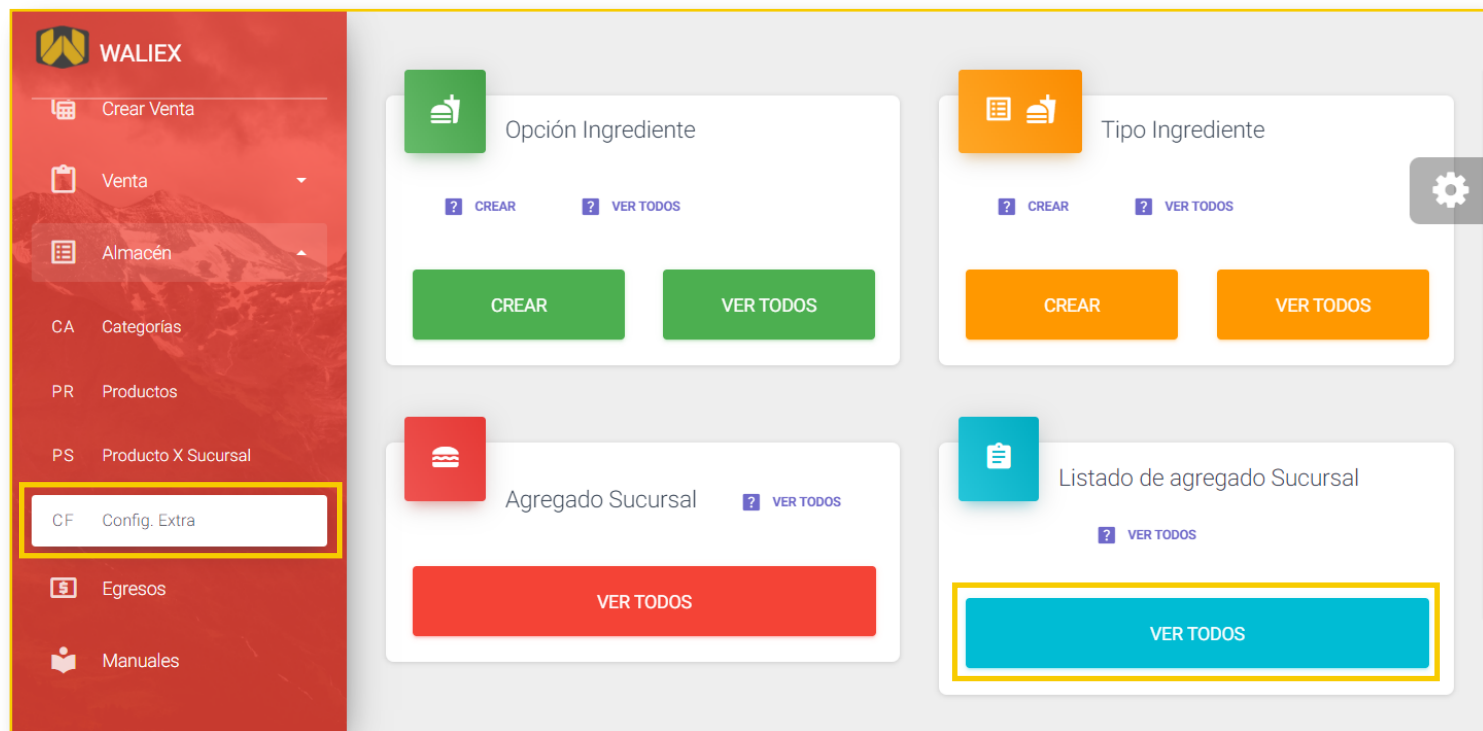 WALIEX
Crear Venta
Venta
Almacén
CA Categorías
PR Productos
PS Producto X Sucursal
CF Config. Extra
Egresos
Manuales
Opción Ingrediente
? CREAR ? VER TODOS
CREAR VER TODOS
Tipo Ingrediente
? CREAR ? VER TODOS
CREAR VER TODOS
Agregado Sucursal ? VER TODOS
VER TODOS
Listado de agregado Sucursal
? VER TODOS
VER TODOS